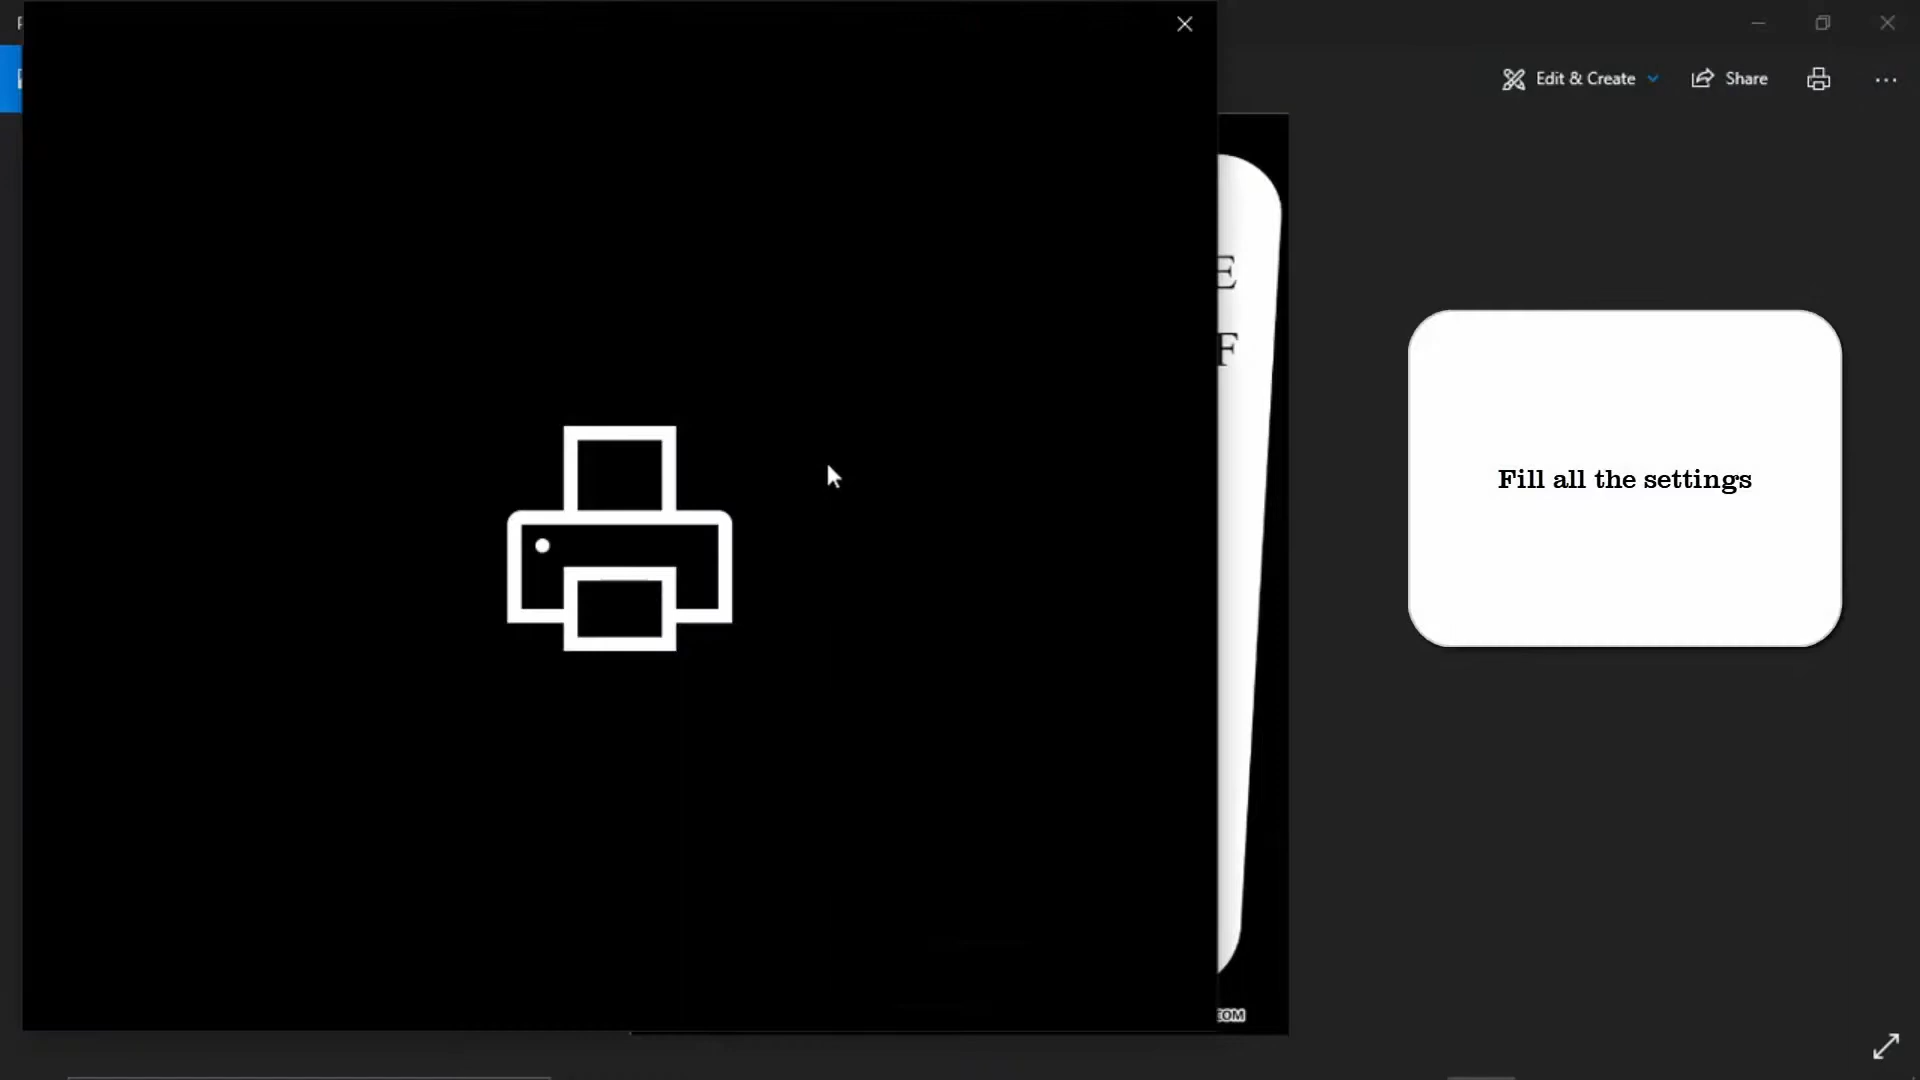 Edit & Create
Share
E
F
Fill all the settings
COM